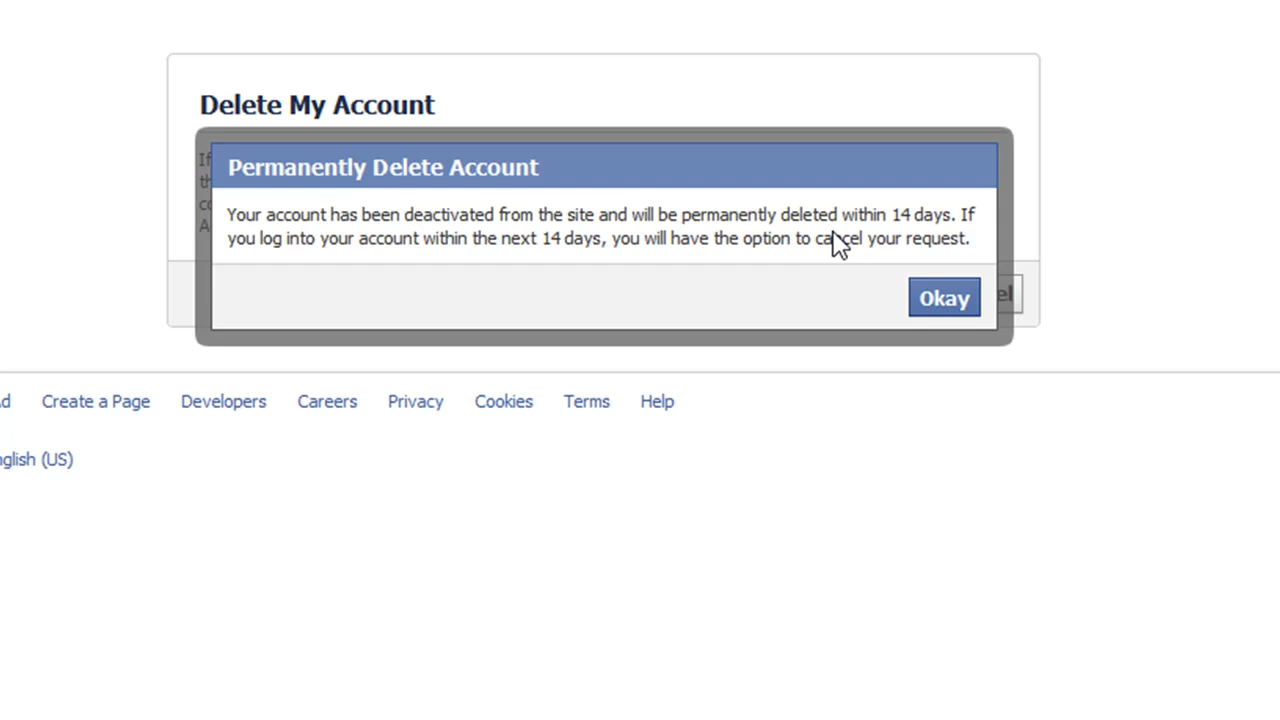 Delete My Account
Permanently Delete Account
Your account has been deactivated from the site and will be permanently deleted within 14 days. If
you log into your account within the next 14 days, you will have the option to cancel your request.
Okay
Create a Page Developers Careers Privacy Cookies Terms Help
(US)